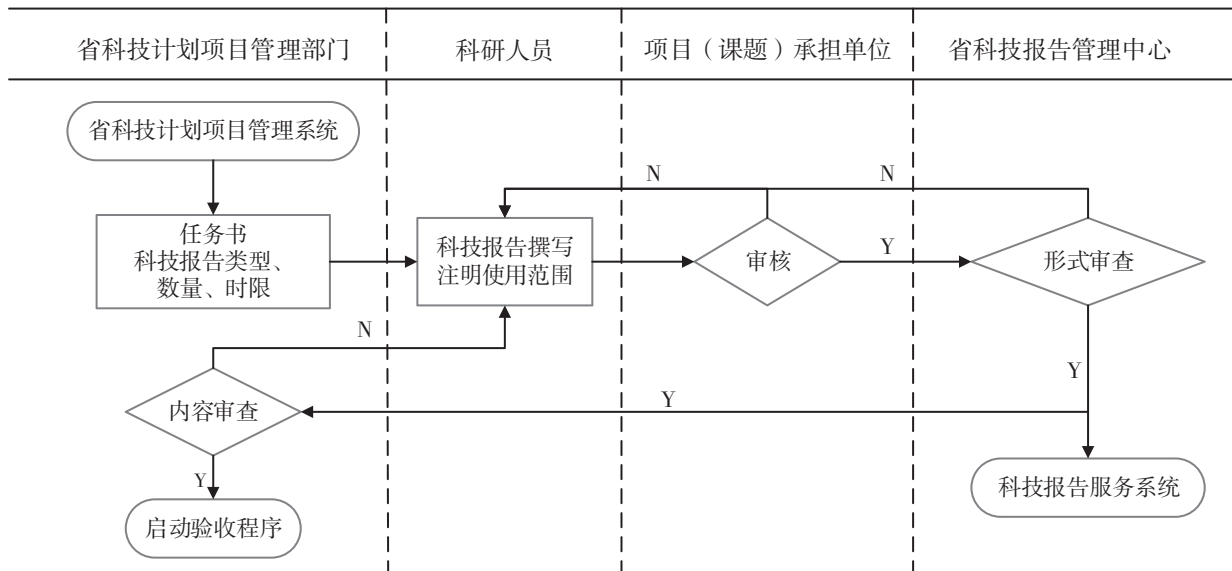 省科技计划项目管理部门
科研人员
项目（课题）承担单位
省科技报告管理中心
省科技计划项目管理系统
N
N
任务书
科技报告类型、
数量、时限
科技报告撰写
注明使用范围
审核
Y
形式审查
N
Y
内容审查
Y
Y
科技报告服务系统
启动验收程序